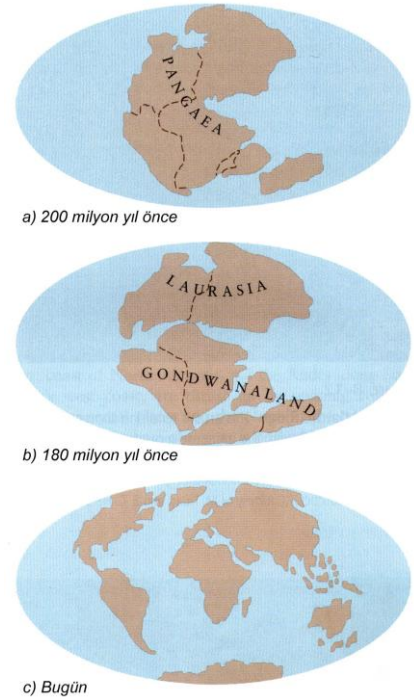 PANGAEA
a) 200 milyon yıl önce
LAURASIA
GONDWANALAND
b) 180 milyon yıl önce
c) Bugün